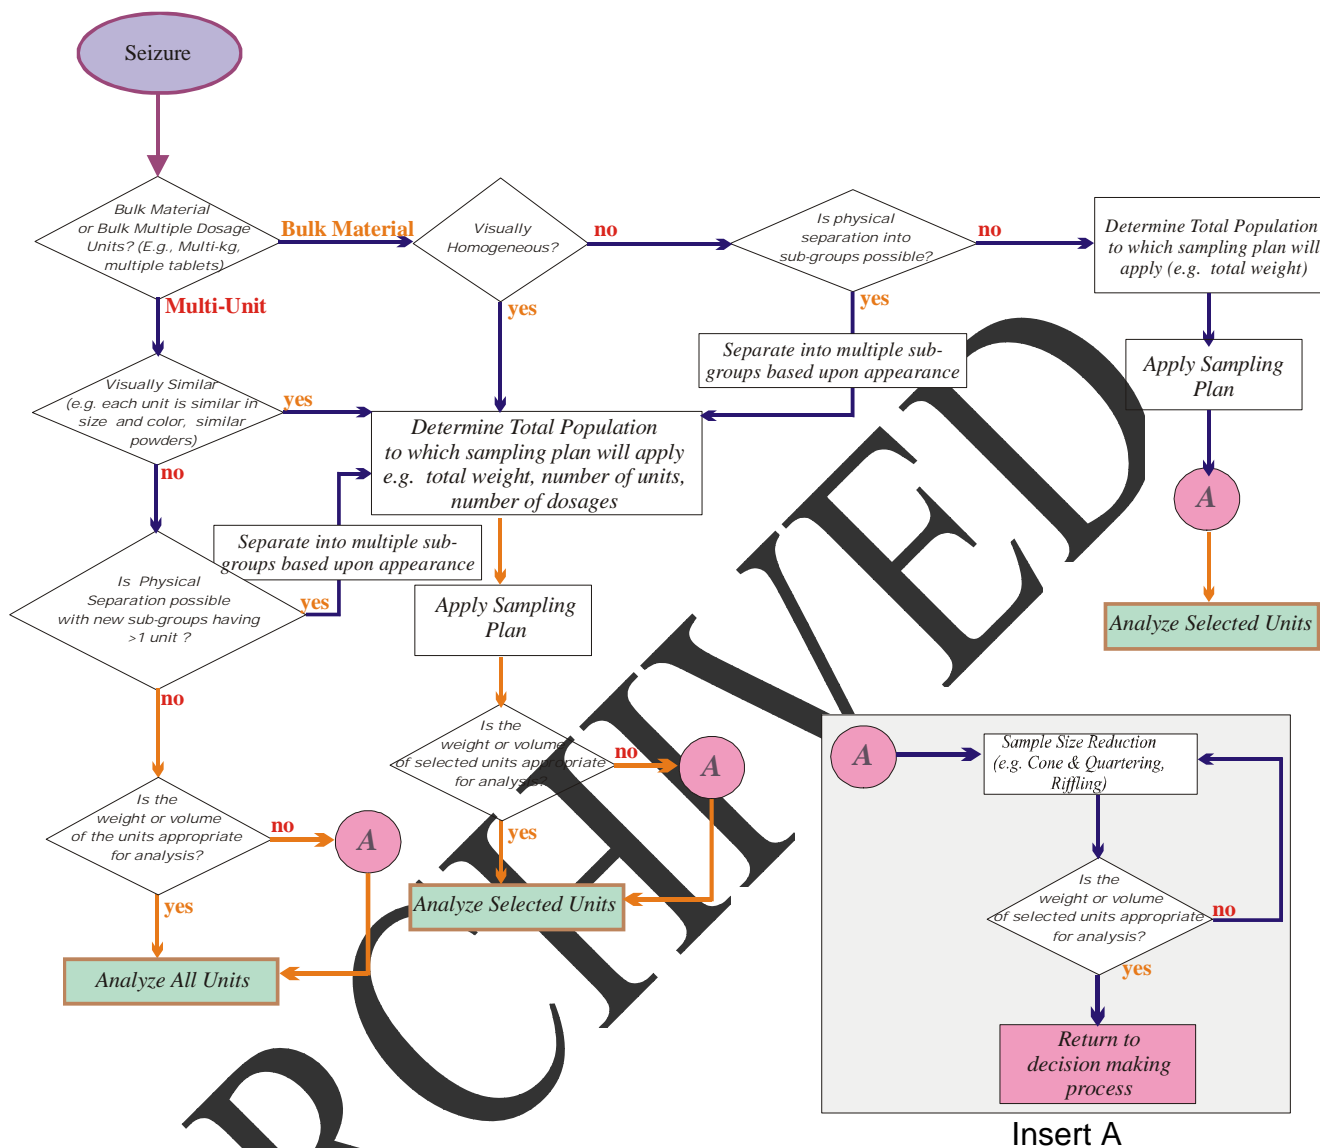 Seizure
Bulk Material
or Bulk Multiple Dosage
Units? (E.g., Multi-kg,
multiple tablets)
Bulk Material
Visually
Homogeneous?
no
Is physical
separation into
sub-groups possible?
no
Determine Total Population
to which sampling plan will
apply (e.g. total weight)
Multi-Unit
yes
yes
Separate into multiple sub-
groups based upon appearance
Apply Sampling
Plan
Visually Similar
(e.g. each unit is similar in
size and color, similar
powders)
yes
Determine Total Population
to which sampling plan will apply
e.g. total weight, number of units,
number of dosages
no
A
Separate into multiple sub-
groups based upon appearance
Is Physical
Separation possible
with new sub-groups having
>1 unit ?
yes
Apply Sampling
Plan
Analyze Selected Units
no
Is the
weight or volume
of selected units appropriate
for analysis?
no
A
yes
Is the
weight or volume
of the units appropriate
for analysis?
no
A
yes
Analyze Selected Units
Analyze All Units
A
Sample Size Reduction
(e.g. Cone & Quartering,
Riffling)
Is the
weight or volume
of selected units appropriate
for analysis?
no
yes
Return to
decision making
process
Insert A
RCHIVED